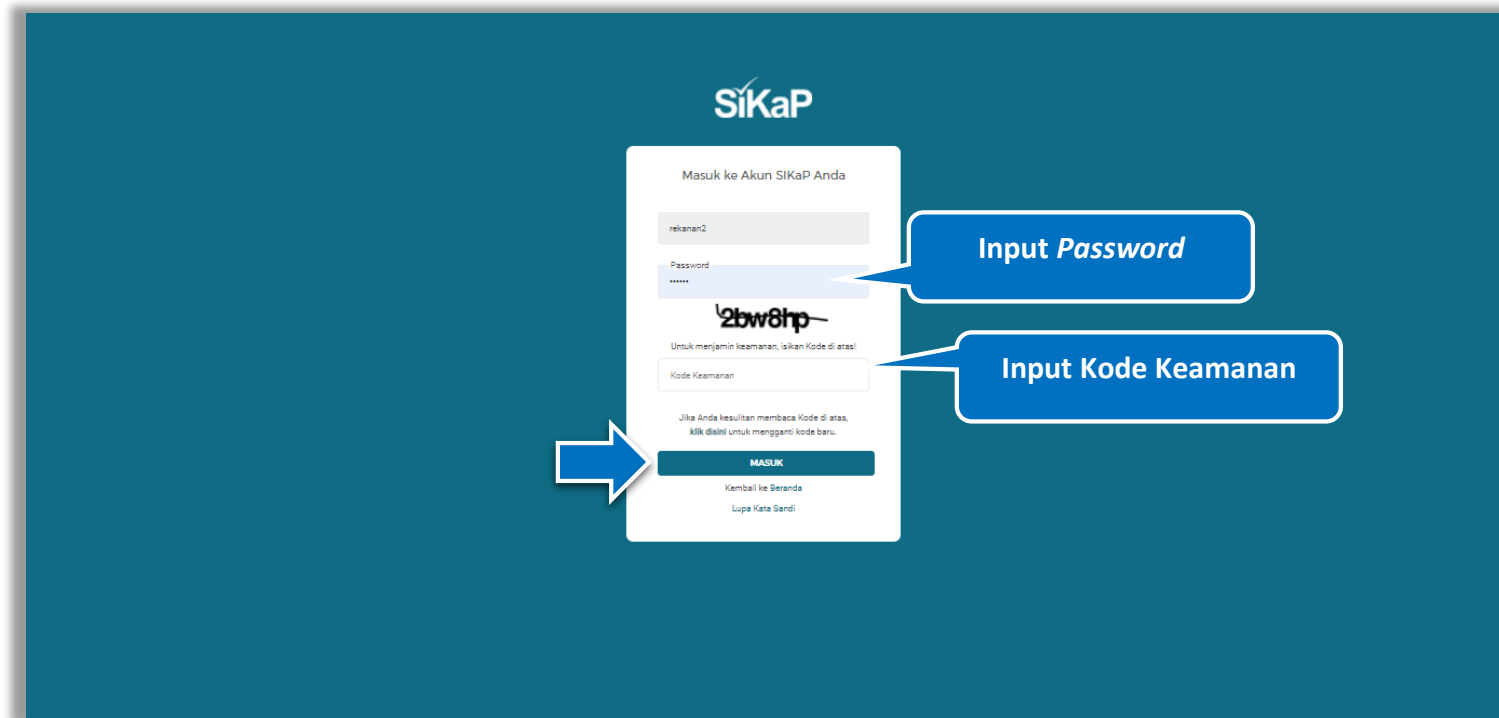 SiKaP
Masuk ke Akun SIKaP Anda
rekanan2
Password
••••••
Input Password
2bw8hp
Untuk menjamin keamanan, isikan Kode di atas!
Kode Keamanan
Input Kode Keamanan
Jika Anda kesulitan membaca Kode di atas,
klik disini untuk mengganti kode baru.
MASUK
Kembali ke Beranda
Lupa Kata Sandi